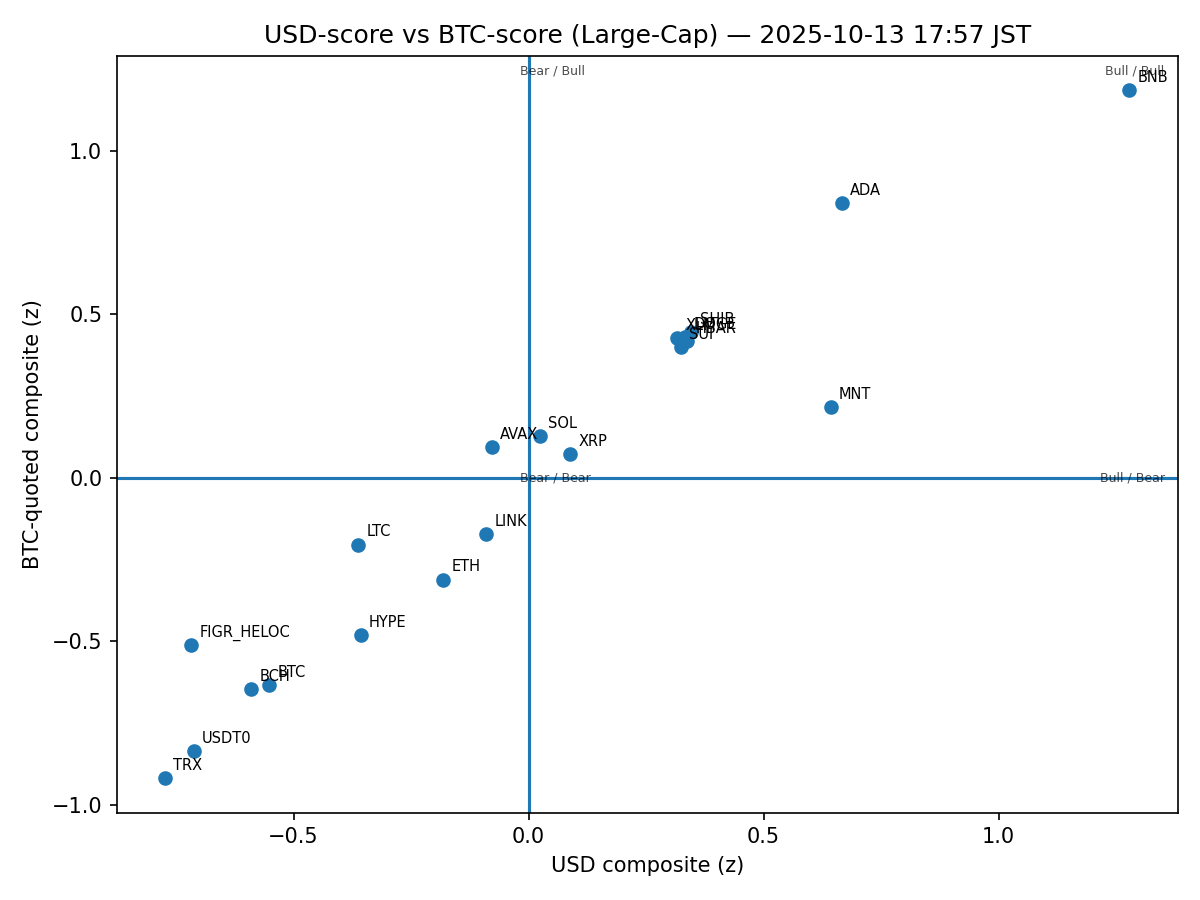 USD-score vs BTC-score (Large-Cap) — 2025-10-13 17:57 JST
Bear / Bull
Bull / Bull
BNB
1.0
ADA
0.5
SHIB
HBAR
SUI
MNT
SOL
AVAX
XRP
0.0
Bear / Bear
Bull / Bear
LINK
LTC
ETH
HYPE
FIGR_HELOC
−0.5
BTC
BCH
USDT0
TRX
−1.0
−0.5
0.0
0.5
1.0
USD composite (z)
BTC-quoted composite (z)